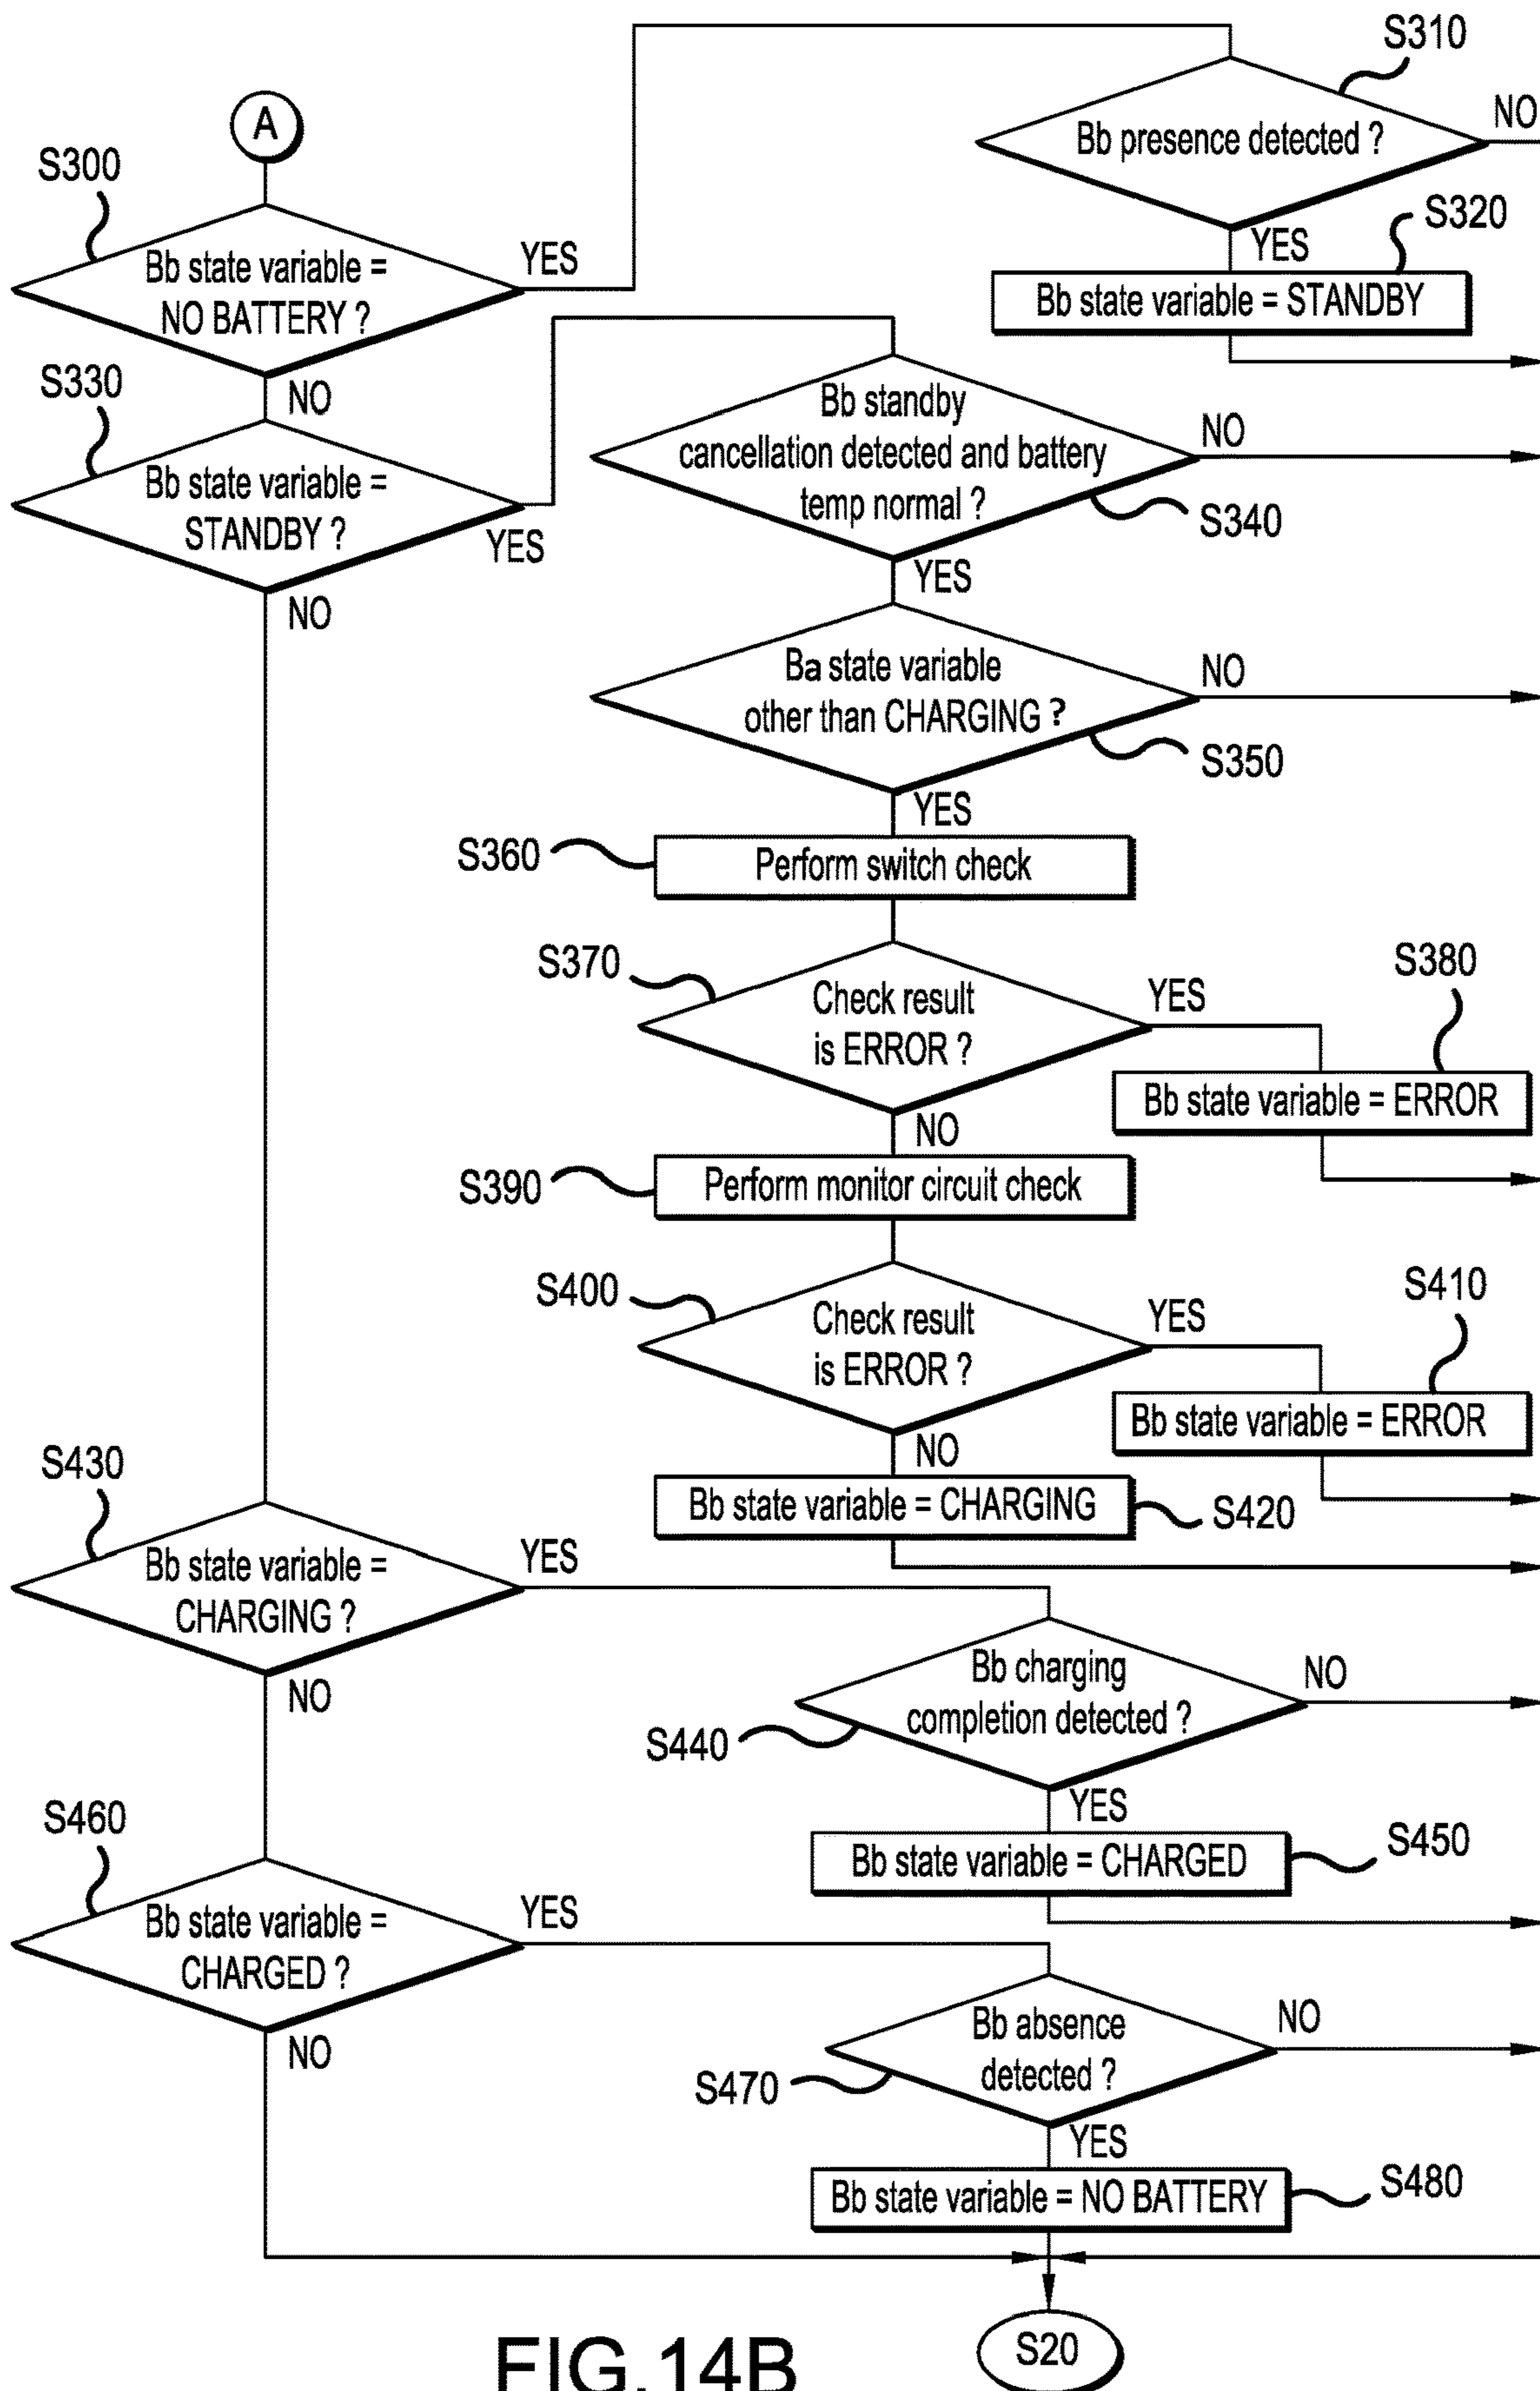 S310
NO
A
Bb presence detected ?
S300
S320
YES
YES
Bb state variable =
NO BATTERY ?
Bb state variable = STANDBY
S330
NO
Bb standby
cancellation detected and battery
temp normal ?
NO
Bb state variable =
STANDBY ?
S340
YES
YES
NO
Ba state variable
other than CHARGING ?
NO
S350
YES
S360
Perform switch check
S370
S380
Check result
is ERROR ?
YES
Bb state variable = ERROR
NO
S390
Perform monitor circuit check
S400
S410
Check result
is ERROR ?
YES
Bb state variable = ERROR
NO
S430
Bb state variable = CHARGING
S420
YES
Bb state variable =
CHARGING ?
Bb charging
completion detected ?
NO
NO
S440
YES
S460
S450
Bb state variable = CHARGED
YES
Bb state variable =
CHARGED ?
Bb absence
detected ?
NO
NO
S470
YES
S480
Bb state variable = NO BATTERY
S20
FIG.14B